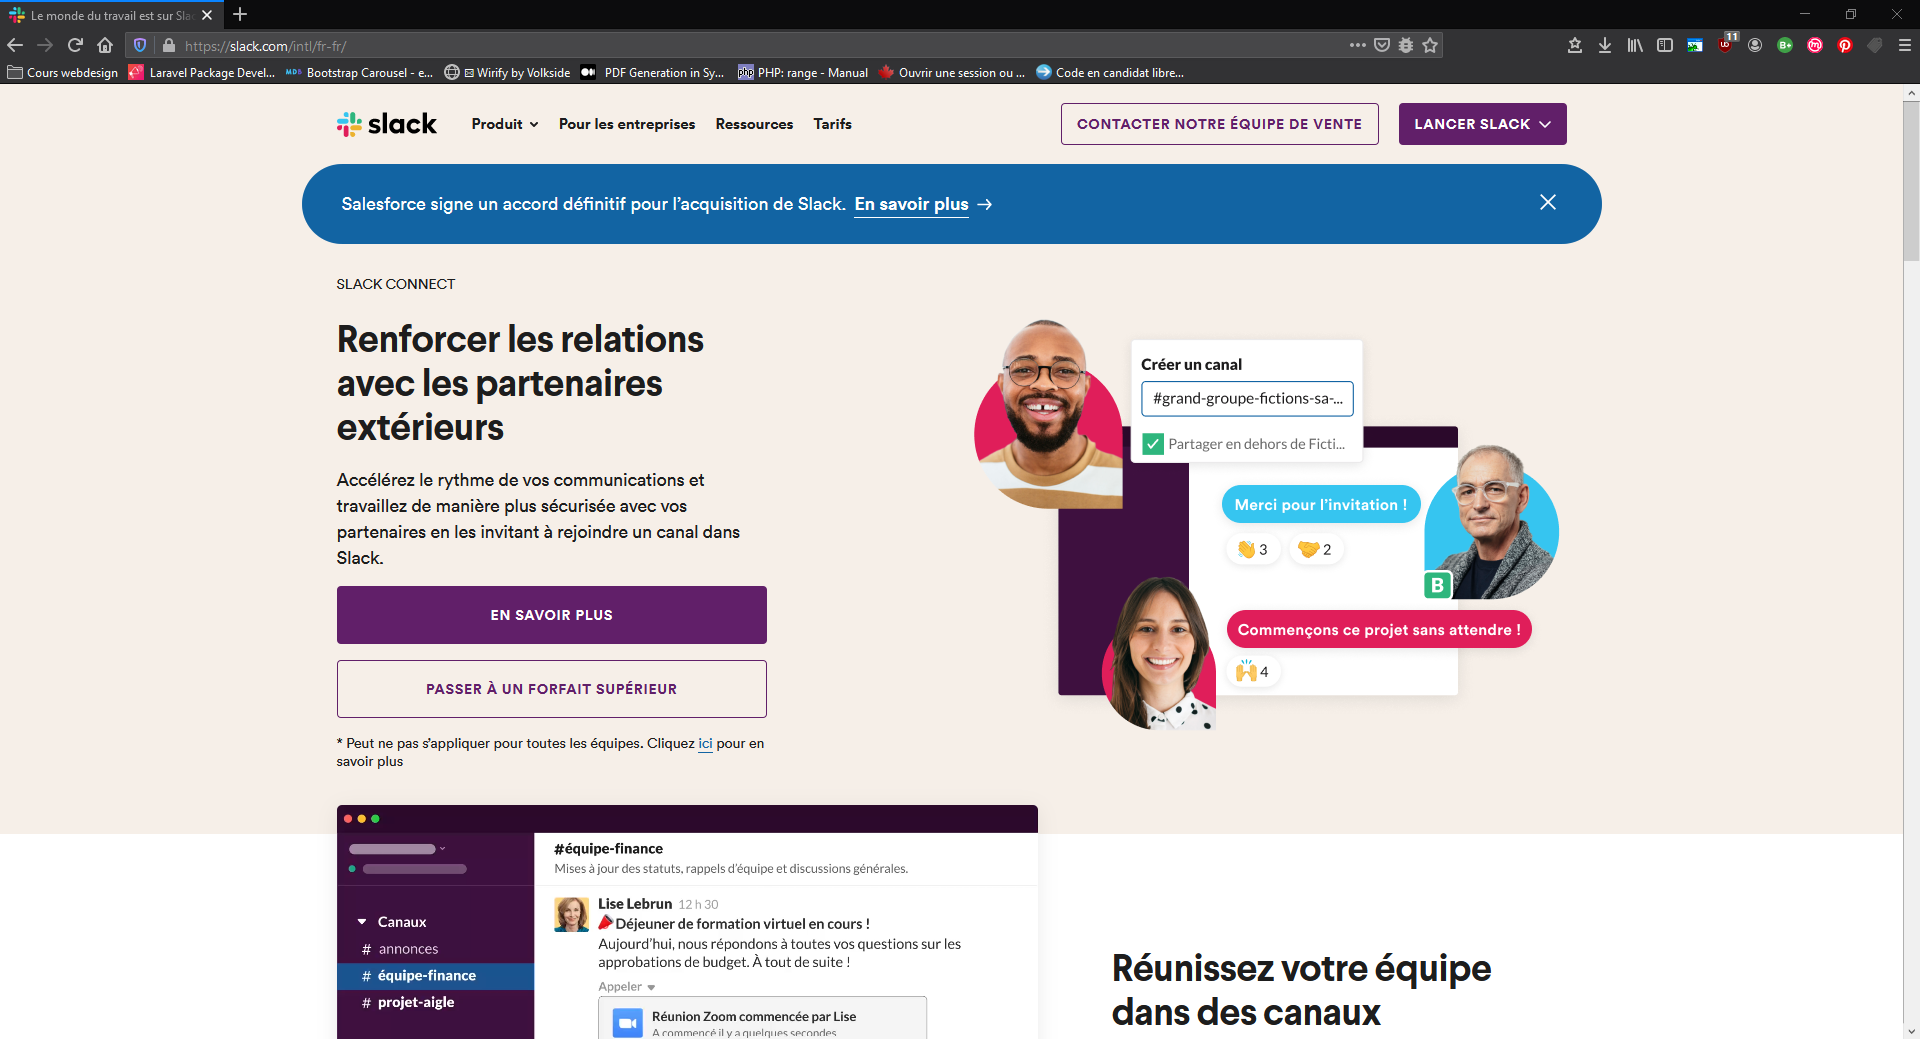 Le monde du travail est sur Sla
https://slack.com/intl/fr-fr/
11
Cours webdesign
Laravel Package Devel...
MDB
Bootstrap Carousel - e...
Wirify by Volkside
PDF Generation in Sy...
php
PHP: range - Manual
Ouvrir une session ou ...
Code en candidat libre...
slack
Produit
Pour les entreprises
Ressources
Tarifs
CONTACTER NOTRE ÉQUIPE DE VENTE
LANCER SLACK
Salesforce signe un accord définitif pour l’acquisition de Slack. En savoir plus →
SLACK CONNECT
Renforcer les relations
avec les partenaires
extérieurs
Accélérez le rythme de vos communications et
travaillez de manière plus sécurisée avec vos
partenaires en les invitant à rejoindre un canal dans
Slack.
EN SAVOIR PLUS
PASSER À UN FORFAIT SUPÉRIEUR
* Peut ne pas s’appliquer pour toutes les équipes. Cliquez ici pour en
savoir plus
Créer un canal
#grand-groupe-fictions-sa-...
Partager en dehors de Ficti...
Merci pour l’invitation !
3
2
B
Commençons ce projet sans attendre !
4
Canaux
# annonces
# équipe-finance
# projet-aigle
#équipe-finance
Mises à jour des statuts, rappels d’équipe et discussions générales.
Lise Lebrun 12 h 30
Déjeuner de formation virtuel en cours !
Aujourd’hui, nous répondons à toutes vos questions sur les
approbations de budget. À tout de suite !
Appeler
Réunion Zoom commencée par Lise
A commencé il y a quelques secondes
Réunissez votre équipe
dans des canaux